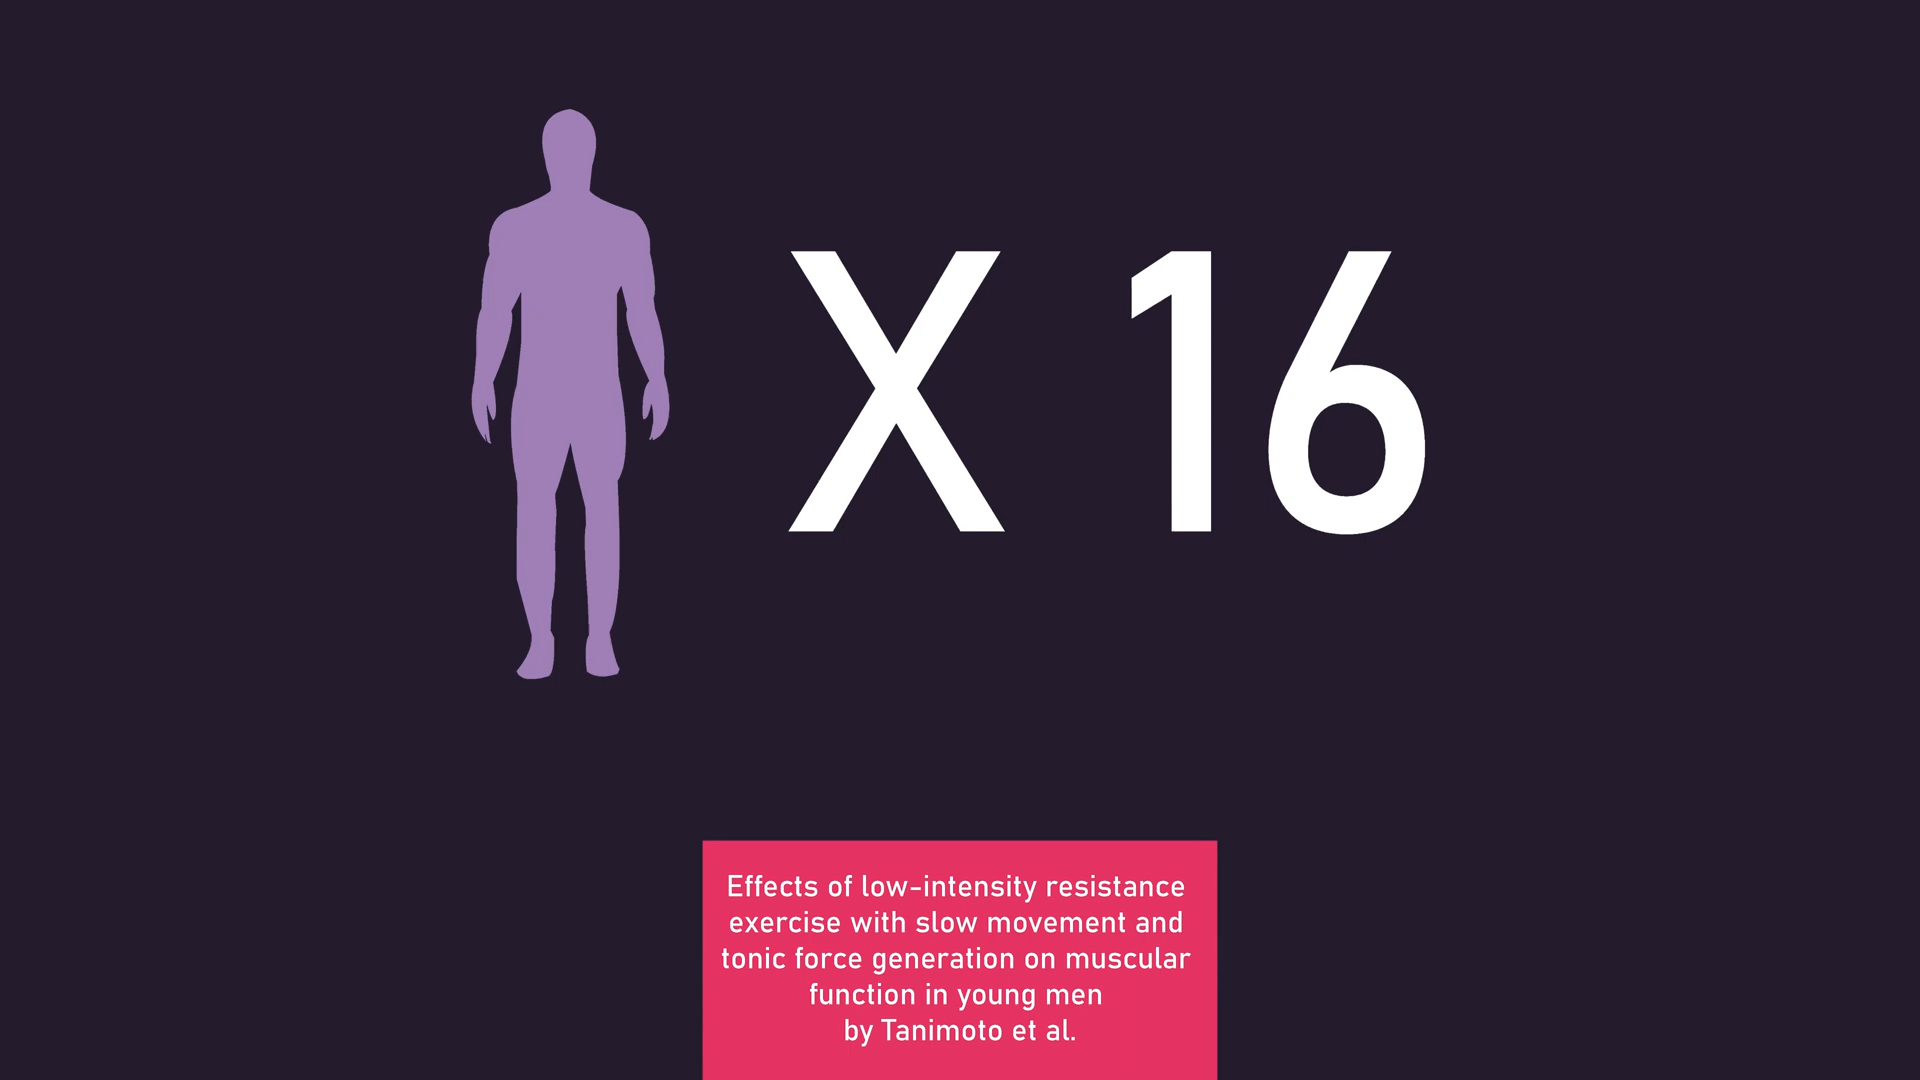 X 16
Effects of low-intensity resistance
exercise with slow movement and
tonic force generation on muscular
function in young men
by Tanimoto et al.